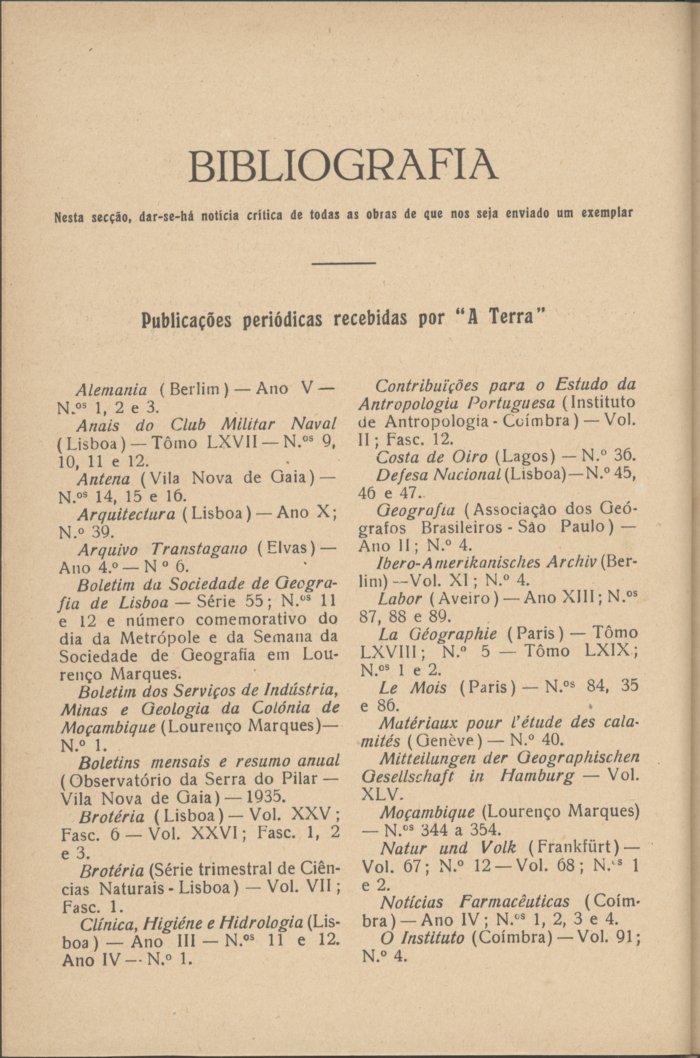 BIBLIOGRAFIA
Nesta secção, dar-se-há notícia crítica de todas as obras de que nos seja enviado um exemplar
Publicações periódicas recebidas por "A Terra"
Alemania (Berlim) — Ano V —
N.os 1, 2 e 3.
Anais do Club Militar Naval
(Lisboa) — Tômo LXVII — N.os 9,
10, 11 e 12.
Antena (Vila Nova de Gaia) —
N.os 14, 15 e 16.
Arquitectura (Lisboa) — Ano X;
N.o 39.
Arquivo Transtagano (Elvas) —
Ano 4.o — N o 6.
Boletim da Sociedade de Geogra-
fia de Lisboa — Série 55; N.os 11
e 12 e número comemorativo do
dia da Metrópole e da Semana da
Sociedade de Geografia em Lou-
renço Marques.
Boletim dos Serviços de Indústria,
Minas e Geologia da Colónia de
Moçambique (Lourenço Marques)—
N.o 1.
Boletins mensais e resumo anual
(Observatório da Serra do Pilar —
Vila Nova de Gaia) — 1935.
Brotéria (Lisboa) — Vol. XXV;
Fasc. 6 — Vol. XXVI; Fasc. 1, 2
e 3.
Brotéria (Série trimestral de Ciên-
cias Naturais - Lisboa) — Vol. VII;
Fasc. 1.
Clínica, Higiéne e Hidrologia (Lis-
boa) — Ano III — N.os 11 e 12.
Ano IV — N.o 1.
Contribuïções para o Estudo da
Antropologia Portuguesa (Instituto
de Antropologia - Coímbra) — Vol.
II; Fasc. 12.
Costa de Oiro (Lagos) — N.o 36.
Defesa Nacional (Lisboa) — N.o 45,
46 e 47.
Geografia (Associação dos Geó-
grafos Brasileiros - São Paulo) —
Ano II; N.o 4.
Ibero-Amerikanisches Archiv (Ber-
lim) — Vol. XI; N.o 4.
Labor (Aveiro) — Ano XIII; N.os
87, 88 e 89.
La Géographie (Paris) — Tômo
LXVIII; N.o 5 — Tômo LXIX;
N.os 1 e 2.
Le Mois (Paris) — N.os 84, 35
e 86.
Matériaux pour l'étude des cala-
mités (Genève) — N.o 40.
Mitteilungen der Geographischen
Gesellschaft in Hamburg — Vol.
XLV.
Moçambique (Lourenço Marques)
— N.os 344 a 354.
Natur und Volk (Frankfürt) —
Vol. 67; N.o 12 — Vol. 68; N.os 1
e 2.
Notícias Farmacêuticas (Coím-
bra) — Ano IV; N.os 1, 2, 3 e 4.
O Instituto (Coímbra) — Vol. 91;
N.o 4.